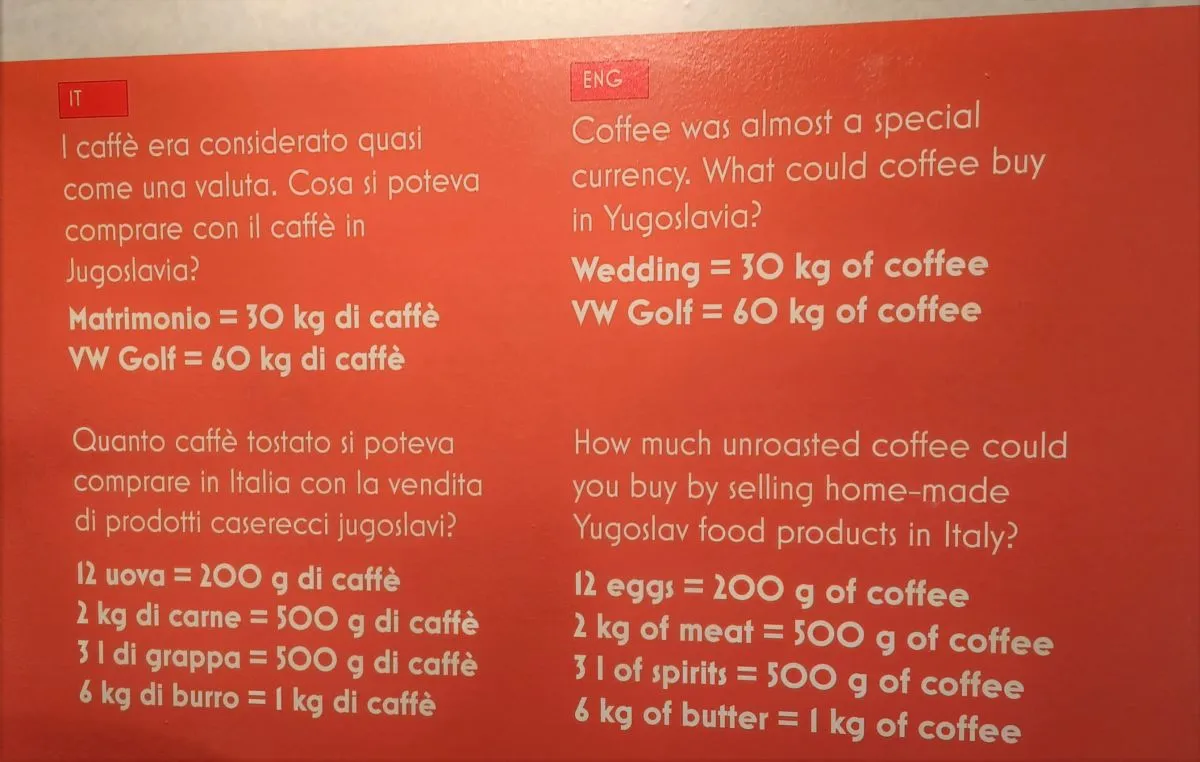 IT
I caffè era considerato quasi
come una valuta. Cosa si poteva
comprare con il caffè in
Jugoslavia?
Matrimonio = 30 kg di caffè
VW Golf = 60 kg di caffè
Quanto caffè tostato si poteva
comprare in Italia con la vendita
di prodotti caserecci jugoslavi?
12 uova = 200 g di caffè
2 kg di carne = 500 g di caffè
3 l di grappa = 500 g di caffè
6 kg di burro = 1 kg di caffè
ENG
Coffee was almost a special
currency. What could coffee buy
in Yugoslavia?
Wedding = 30 kg of coffee
VW Golf = 60 kg of coffee
How much unroasted coffee could
you buy by selling home-made
Yugoslav food products in Italy?
12 eggs = 200 g of coffee
2 kg of meat = 500 g of coffee
3 l of spirits = 500 g of coffee
6 kg of butter = 1 kg of coffee